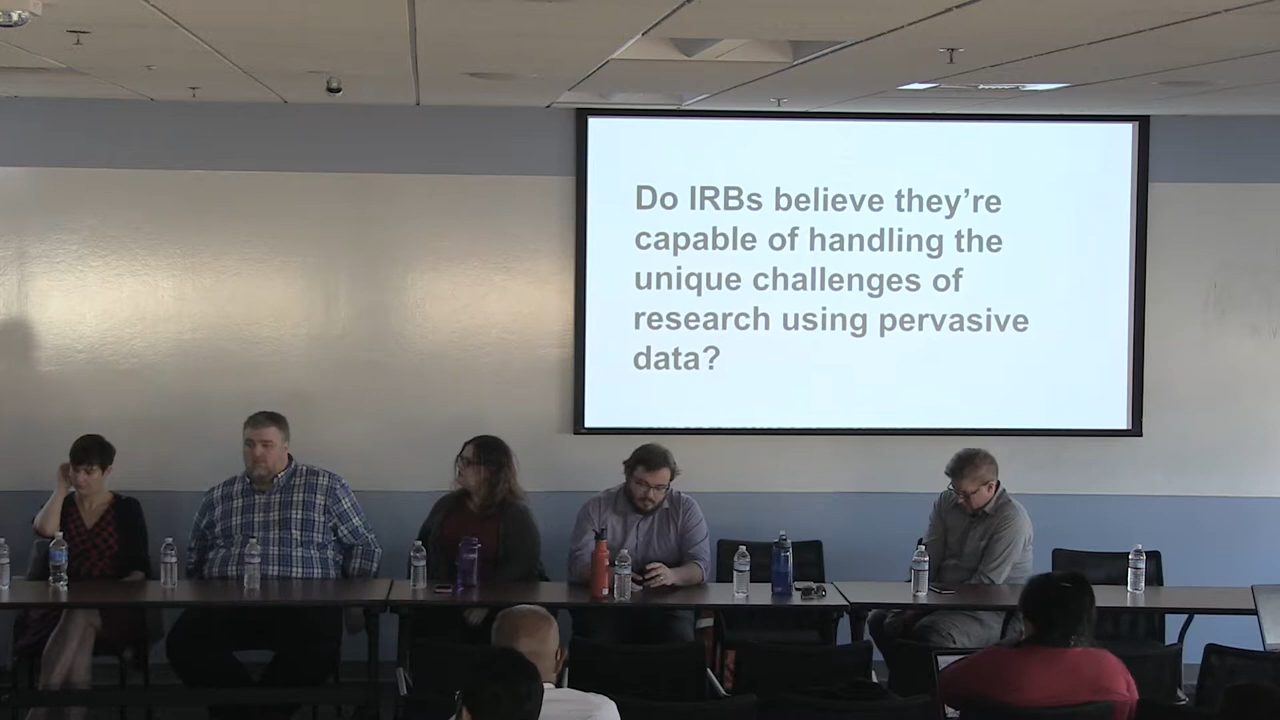 Do IRBs believe they’re
capable of handling the
unique challenges of
research using pervasive
data?